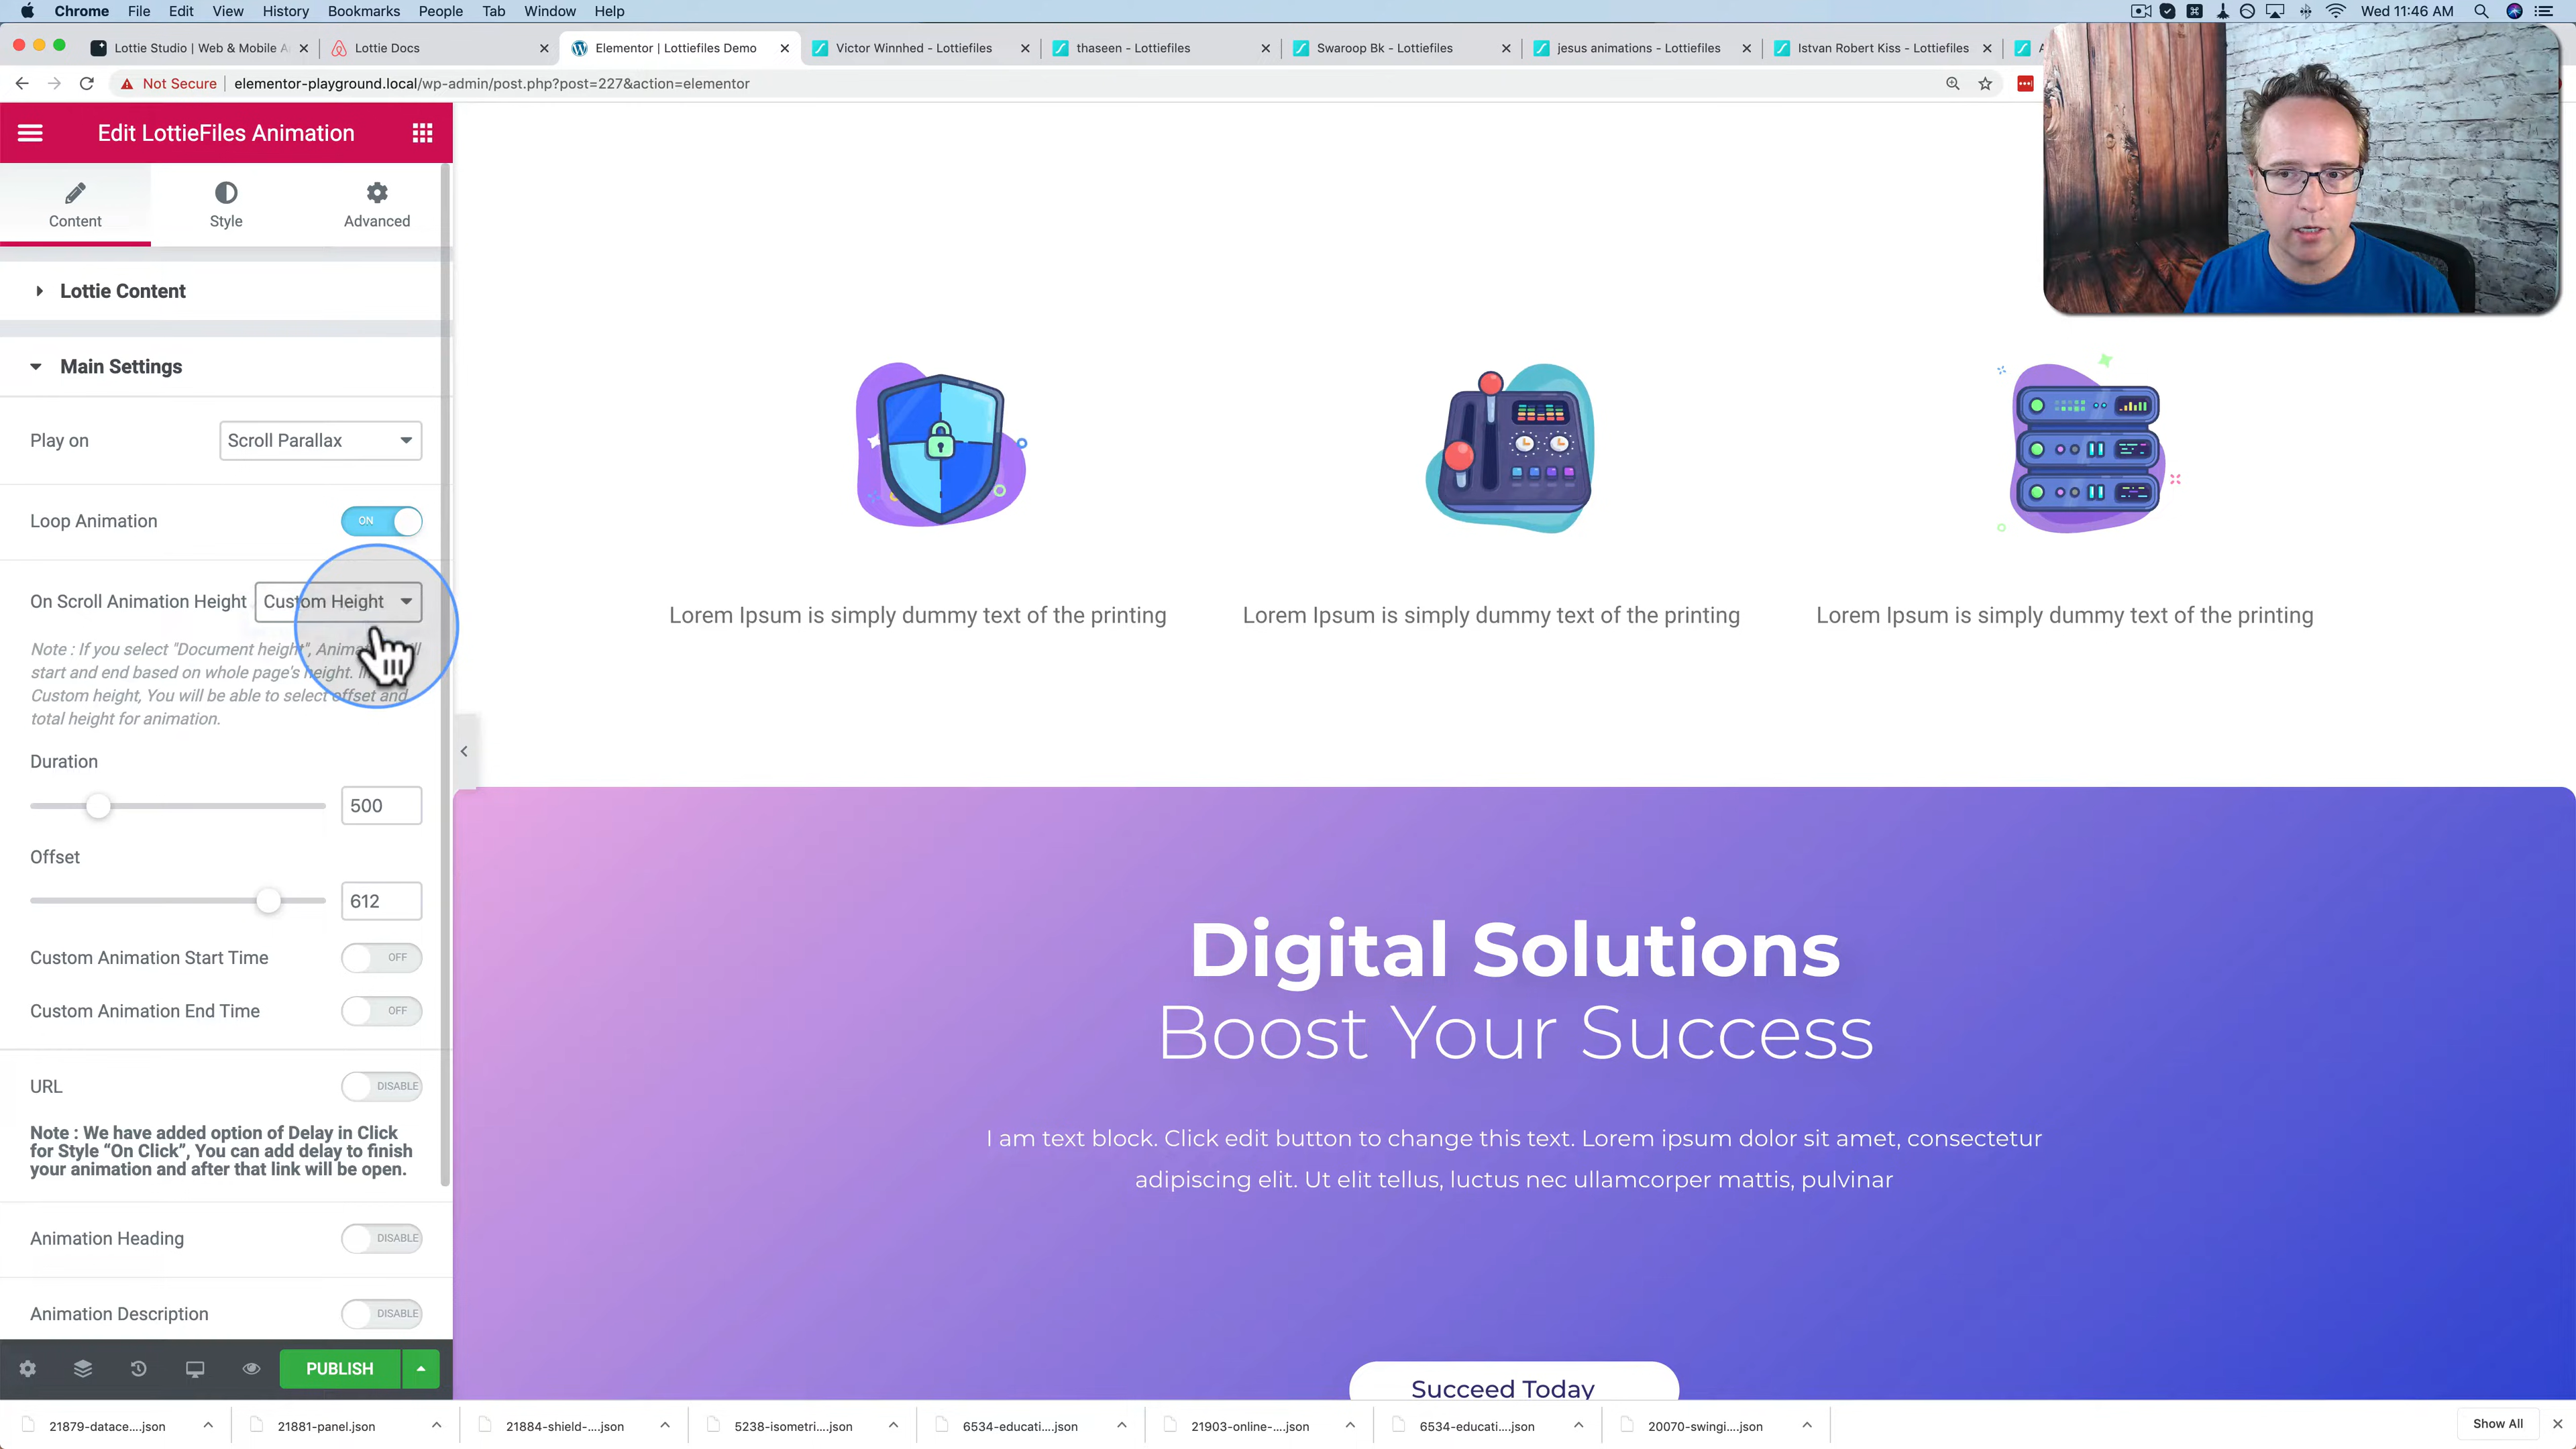 Chrome File Edit View History Bookmarks People Tab Window Help
Wed 11:46 AM
Lottie Studio | Web & Mobile A
Lottie Docs
Elementor | Lottiefiles Demo
Victor Winnhed - Lottiefiles
thaseen - Lottiefiles
Swaroop Bk - Lottiefiles
jesus animations - Lottiefiles
Istvan Robert Kiss - Lottiefiles
Not Secure
elementor-playground.local/wp-admin/post.php?post=227&action=elementor
Edit LottieFiles Animation
Content
Style
Advanced
Lottie Content
Main Settings
Play on
Scroll Parallax
Loop Animation
ON
On Scroll Animation Height
Custom Height
Note : If you select "Document height",
start and end based on whole page's height.
Custom height, You will be able to select offset and
total height for animation.
Duration
500
Offset
612
Custom Animation Start Time
OFF
Custom Animation End Time
OFF
URL
DISABLE
Note : We have added option of Delay in Click
for Style “On Click”, You can add delay to finish
your animation and after that link will be open.
Animation Heading
DISABLE
Animation Description
DISABLE
PUBLISH
Lorem Ipsum is simply dummy text of the printing
Lorem Ipsum is simply dummy text of the printing
Lorem Ipsum is simply dummy text of the printing
Digital Solutions
Boost Your Success
I am text block. Click edit button to change this text. Lorem ipsum dolor sit amet, consectetur
adipiscing elit. Ut elit tellus, luctus nec ullamcorper mattis, pulvinar
Succeed Today
21879-datace....json
21881-panel.json
21884-shield-....json
5238-isometri....json
6534-educati....json
21903-online-....json
6534-educati....json
20070-swingi....json
Show All